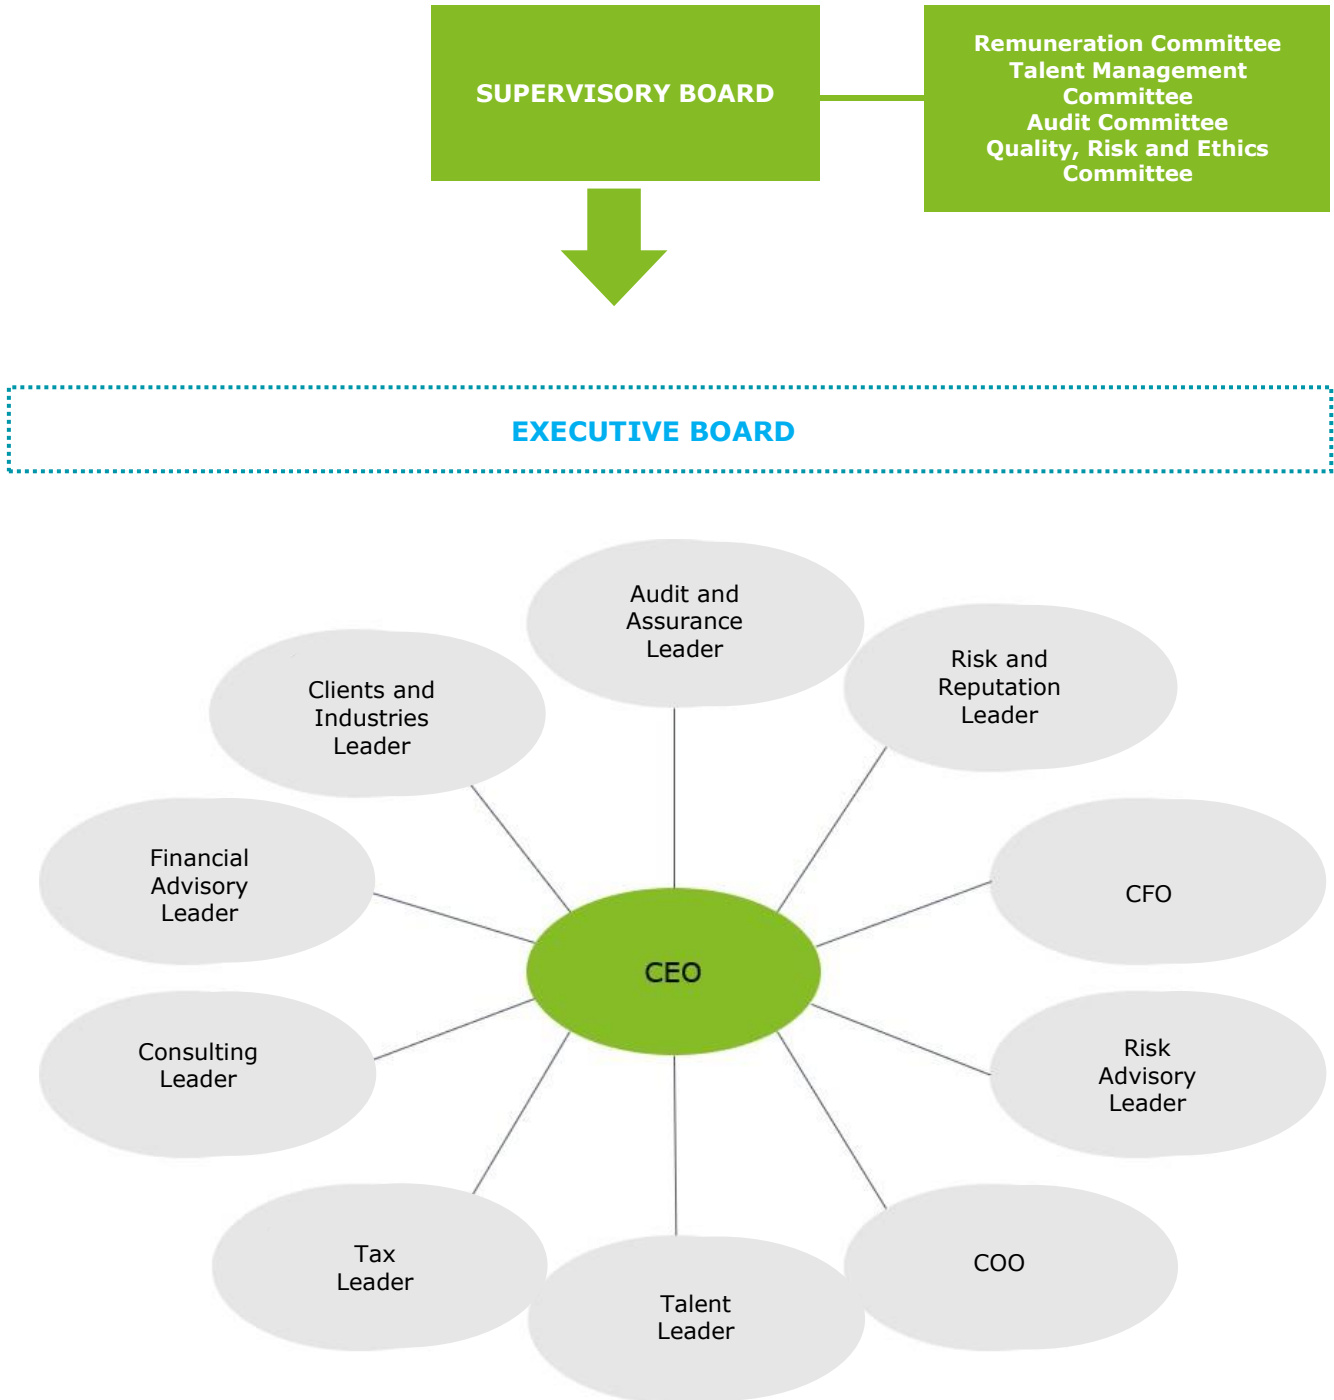 SUPERVISORY BOARD
Remuneration Committee
Talent Management
Committee
Audit Committee
Quality, Risk and Ethics
Committee
EXECUTIVE BOARD
Audit and
Assurance
Leader
Risk and
Reputation
Leader
Clients and
Industries
Leader
Financial
Advisory
Leader
CFO
CEO
Consulting
Leader
Risk
Advisory
Leader
Tax
Leader
COO
Talent
Leader